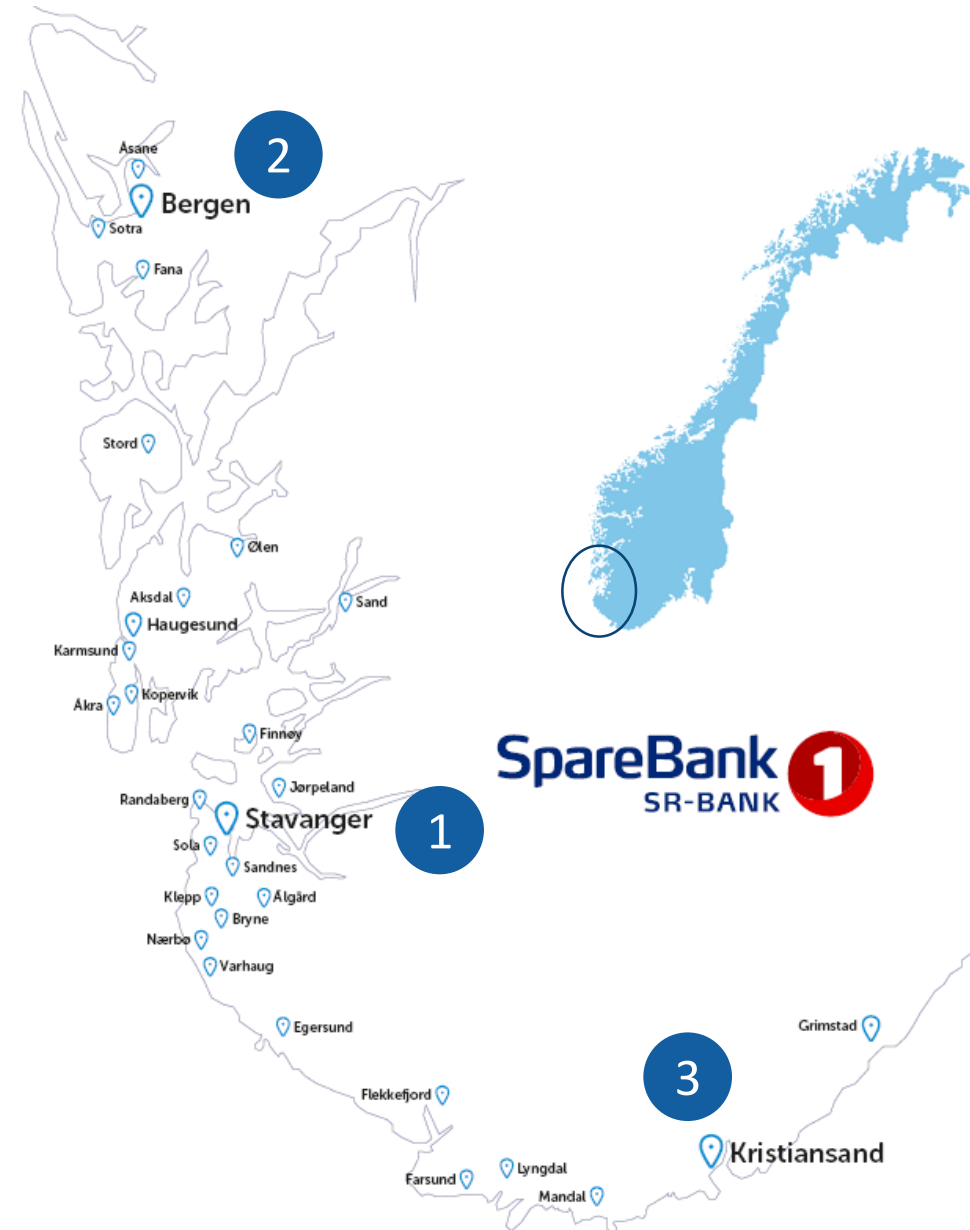 Åsane
2
Bergen
Sotra
Fana
Stord
Ølen
Aksdal
Sand
Haugesund
Karmsund
Kopervik
Åkra
Finnøy
SpareBank 1
SR-BANK
Jørpeland
Randaberg
Stavanger
1
Sola
Sandnes
Klepp
Ålgård
Bryne
Nærbø
Varhaug
Egersund
Grimstad
3
Flekkefjord
Kristiansand
Lyngdal
Farsund
Mandal